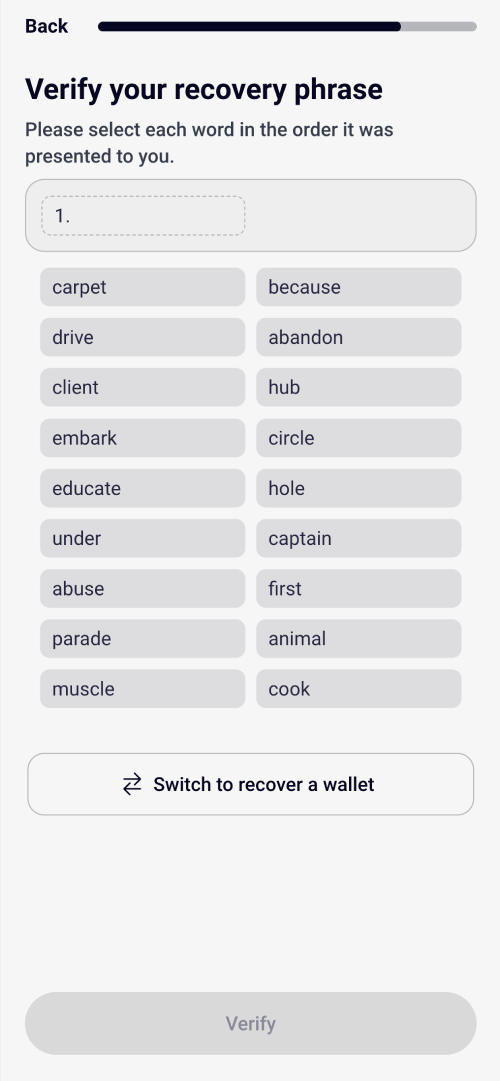 Back
Verify your recovery phrase
Please select each word in the order it was
presented to you.
1.
carpet because
drive abandon
client hub
embark circle
educate hole
under captain
abuse first
parade animal
muscle cook
Switch to recover a wallet
Verify